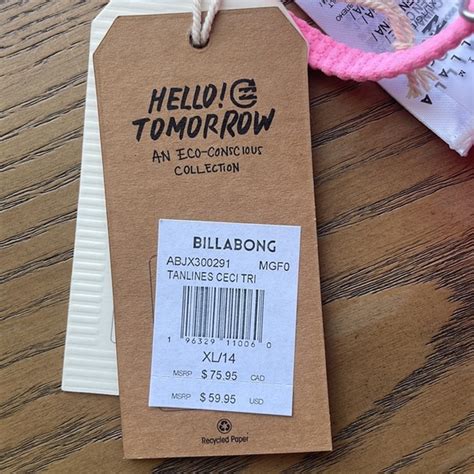 HELLO!
TOMORROW
AN ECO-CONSCIOUS
COLLECTION
BILLABONG
ABJX300291 MGF0
TANLINES CECI TRI
1 96329 11006 0
XL/14
MSRP $ 75.95 CAD
MSRP $ 59.95 USD
Recycled Paper